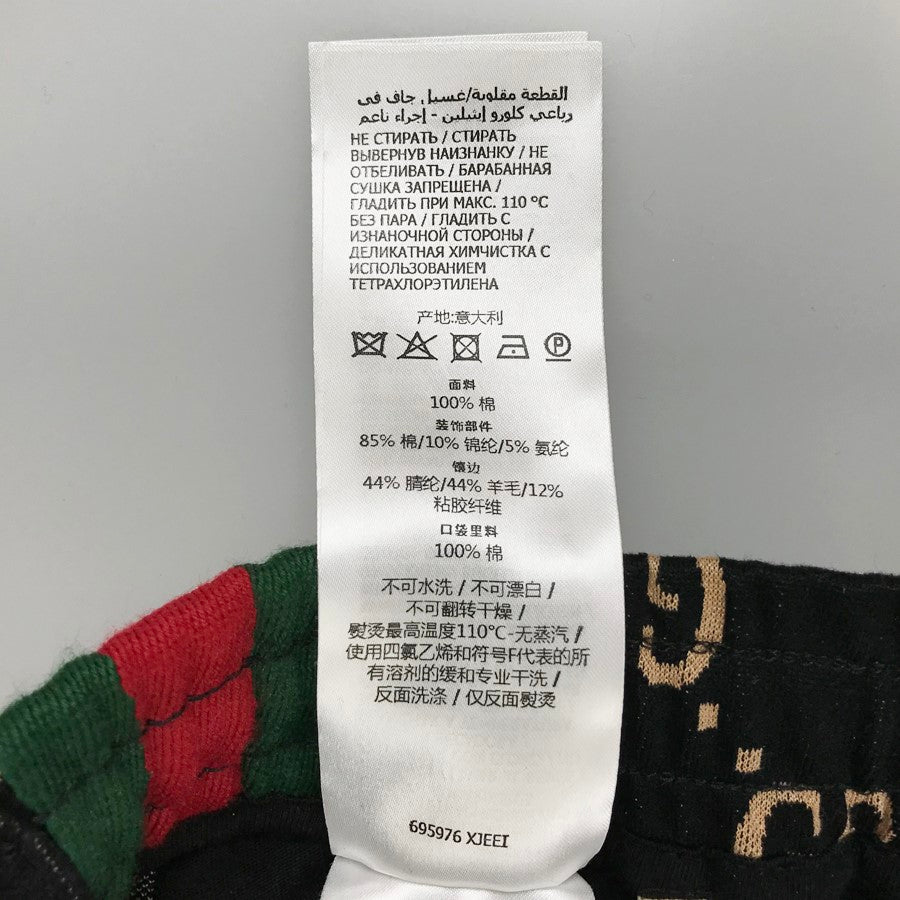 القطعة مقلوبة/غسيل جاف في
رباعي كلورو إيثيلين - إجراء ناعم
НЕ СТИРАТЬ / СТИРАТЬ
ВЫВЕРНУВ НАИЗНАНКУ / НЕ
ОТБЕЛИВАТЬ / БАРАБАННАЯ
СУШКА ЗАПРЕЩЕНА /
ГЛАДИТЬ ПРИ МАКС. 110 °C
БЕЗ ПАРА / ГЛАДИТЬ С
ИЗНАНОЧНОЙ СТОРОНЫ /
ДЕЛИКАТНАЯ ХИМЧИСТКА С
ИСПОЛЬЗОВАНИЕМ
ТЕТРАХЛОРЭТИЛЕНА
产地:意大利
P
面料
100% 棉
装饰部件
85% 棉/10% 锦纶/5% 氨纶
镶边
44% 腈纶/44% 羊毛/12%
粘胶纤维
口袋里料
100% 棉
不可水洗 / 不可漂白 /
不可翻转干燥 /
熨烫最高温度110℃-无蒸汽 /
使用四氯乙烯和符号F代表的所
有溶剂的缓和专业干洗 /
反面洗涤 / 仅反面熨烫
695976 XJEEI